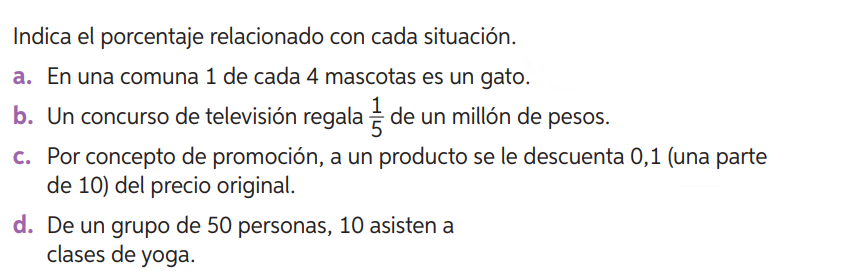 Indica el porcentaje relacionado con cada situación.
a. En una comuna 1 de cada 4 mascotas es un gato.
b. Un concurso de televisión regala 1/5 de un millón de pesos.
c. Por concepto de promoción, a un producto se le descuenta 0,1 (una parte
de 10) del precio original.
d. De un grupo de 50 personas, 10 asisten a
clases de yoga.